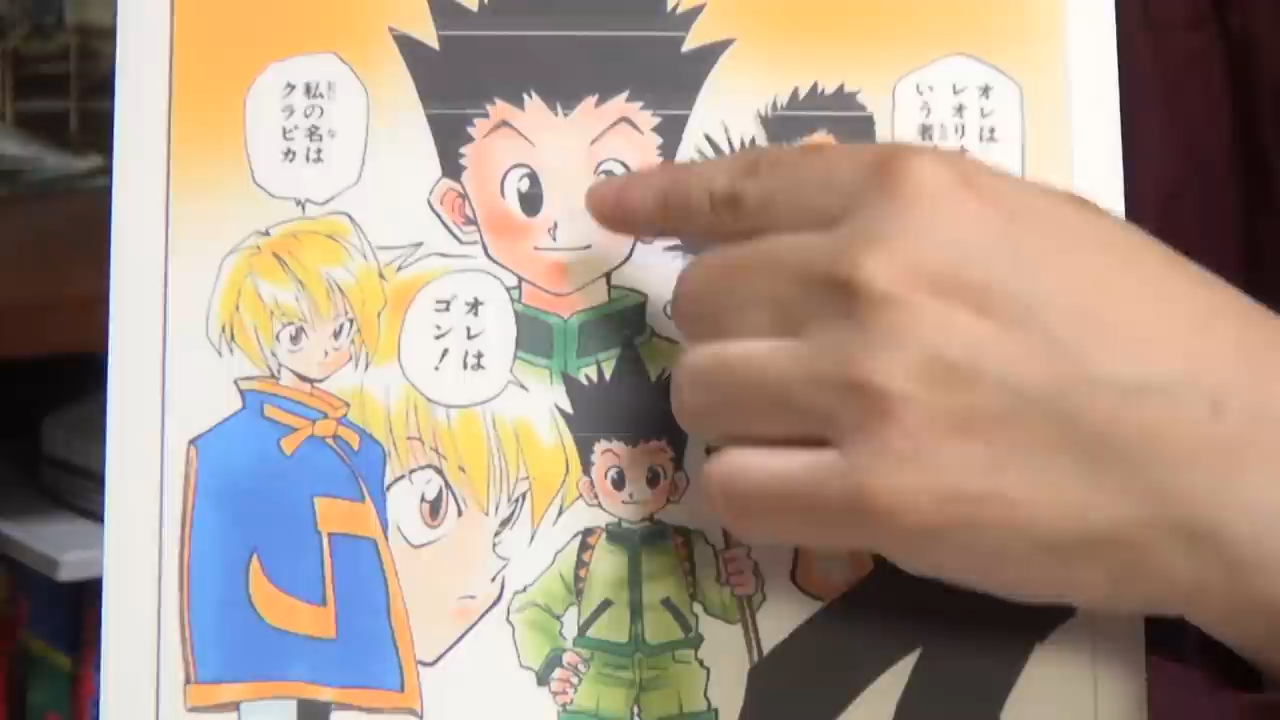 オレは
レオリ
いう者
オレは
ゴン！
私の名は
クラピカ